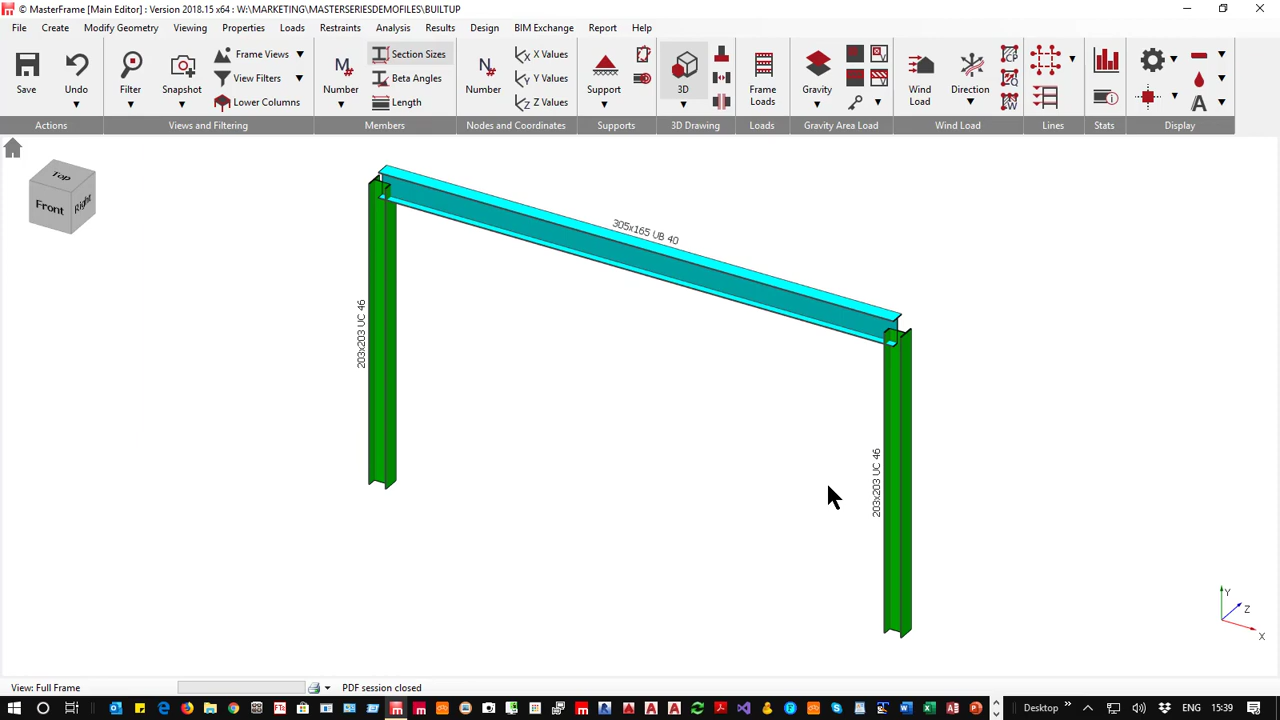 © MasterFrame [Main Editor] : Version 2018.15 x64 : W:\MARKETING\MASTERSERIESDEMOFILES\BUILTUP
File Create Modify Geometry Viewing Properties Loads Restraints Analysis Results Design BIM Exchange Report Help
Frame Views Section Sizes X Values
View Filters Beta Angles Y Values
Save Undo Filter Snapshot Number Number Support 3D Frame Gravity Wind Direction
Loads Load
Lower Columns Length Z Values
Actions Views and Filtering Members Nodes and Coordinates Supports 3D Drawing Loads Gravity Area Load Wind Load Lines Stats Display
Top
Front
Right
305x165 UB 40
203x203 UC 46
203x203 UC 46
Y
Z
X
View: Full Frame PDF session closed
Desktop ENG 15:39